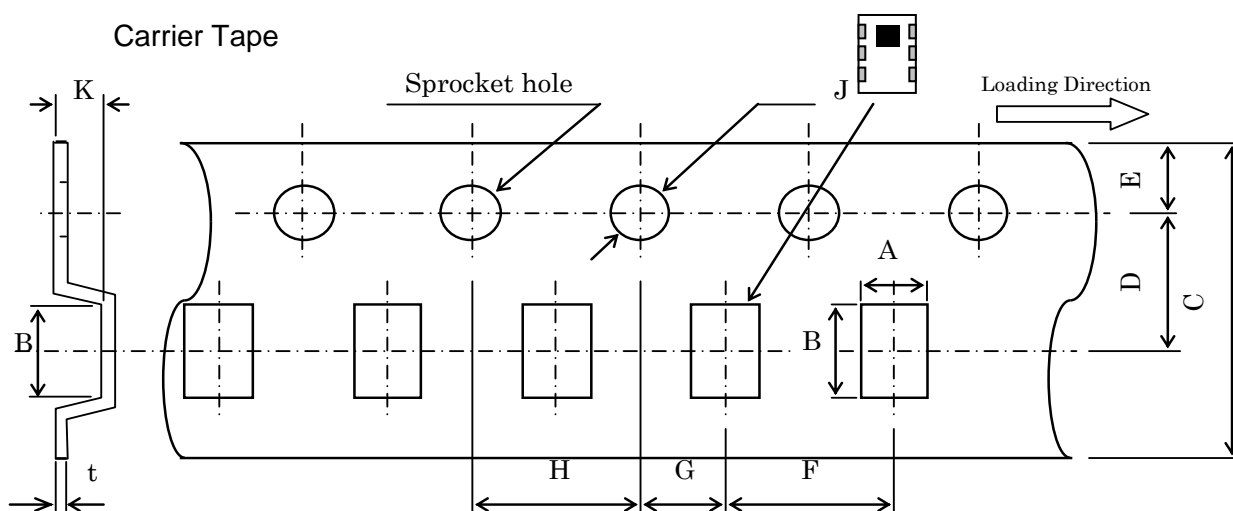 Carrier Tape
K
Sprocket hole
J
Loading Direction
E
A
D
C
B
B
t
H
G
F